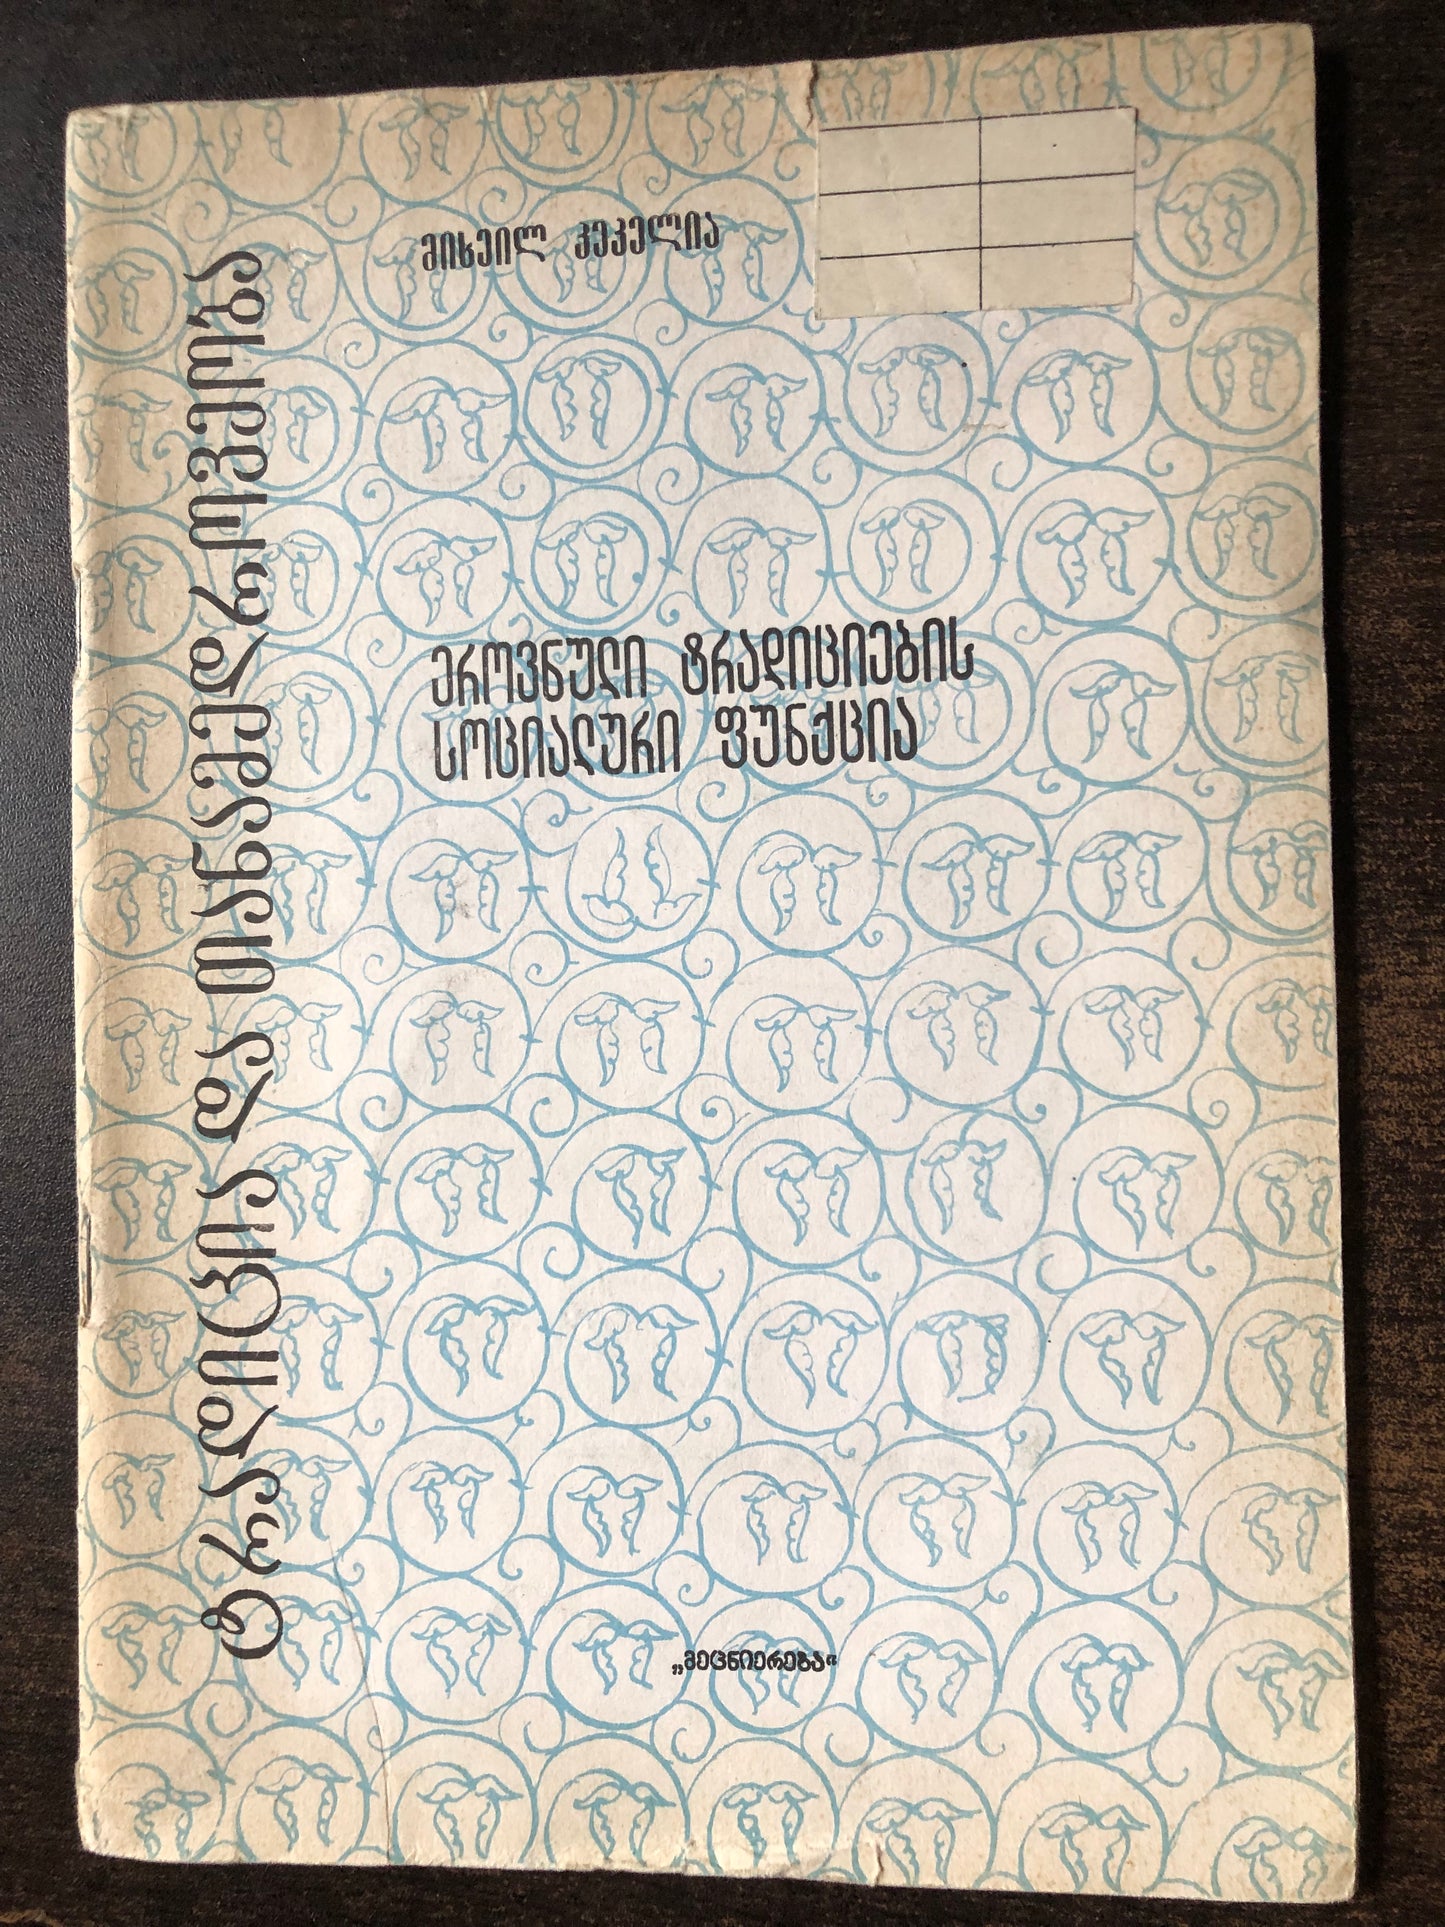 მიხეილ კეკელია
ტრადიცია და თანამედროვეობა
ეროვნული ტრადიციების
სოციალური ფუნქცია
„მეცნიერება“